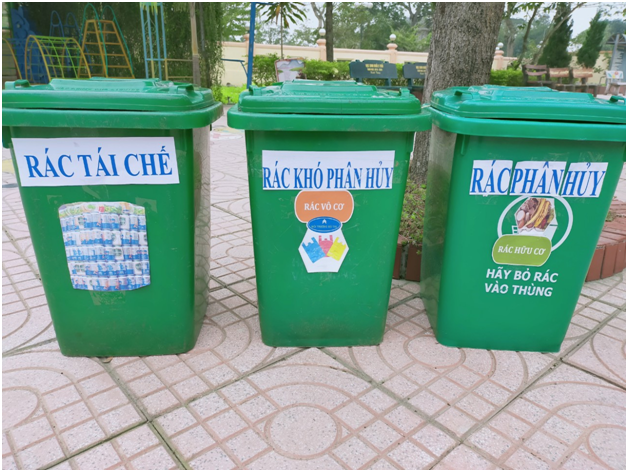 RÁC TÁI CHẾ
RÁC KHÓ PHÂN HỦY
RÁC VÔ CƠ
RÁC PHÂN HỦY
RÁC HỮU CƠ
HÃY BỎ RÁC
VÀO THÙNG